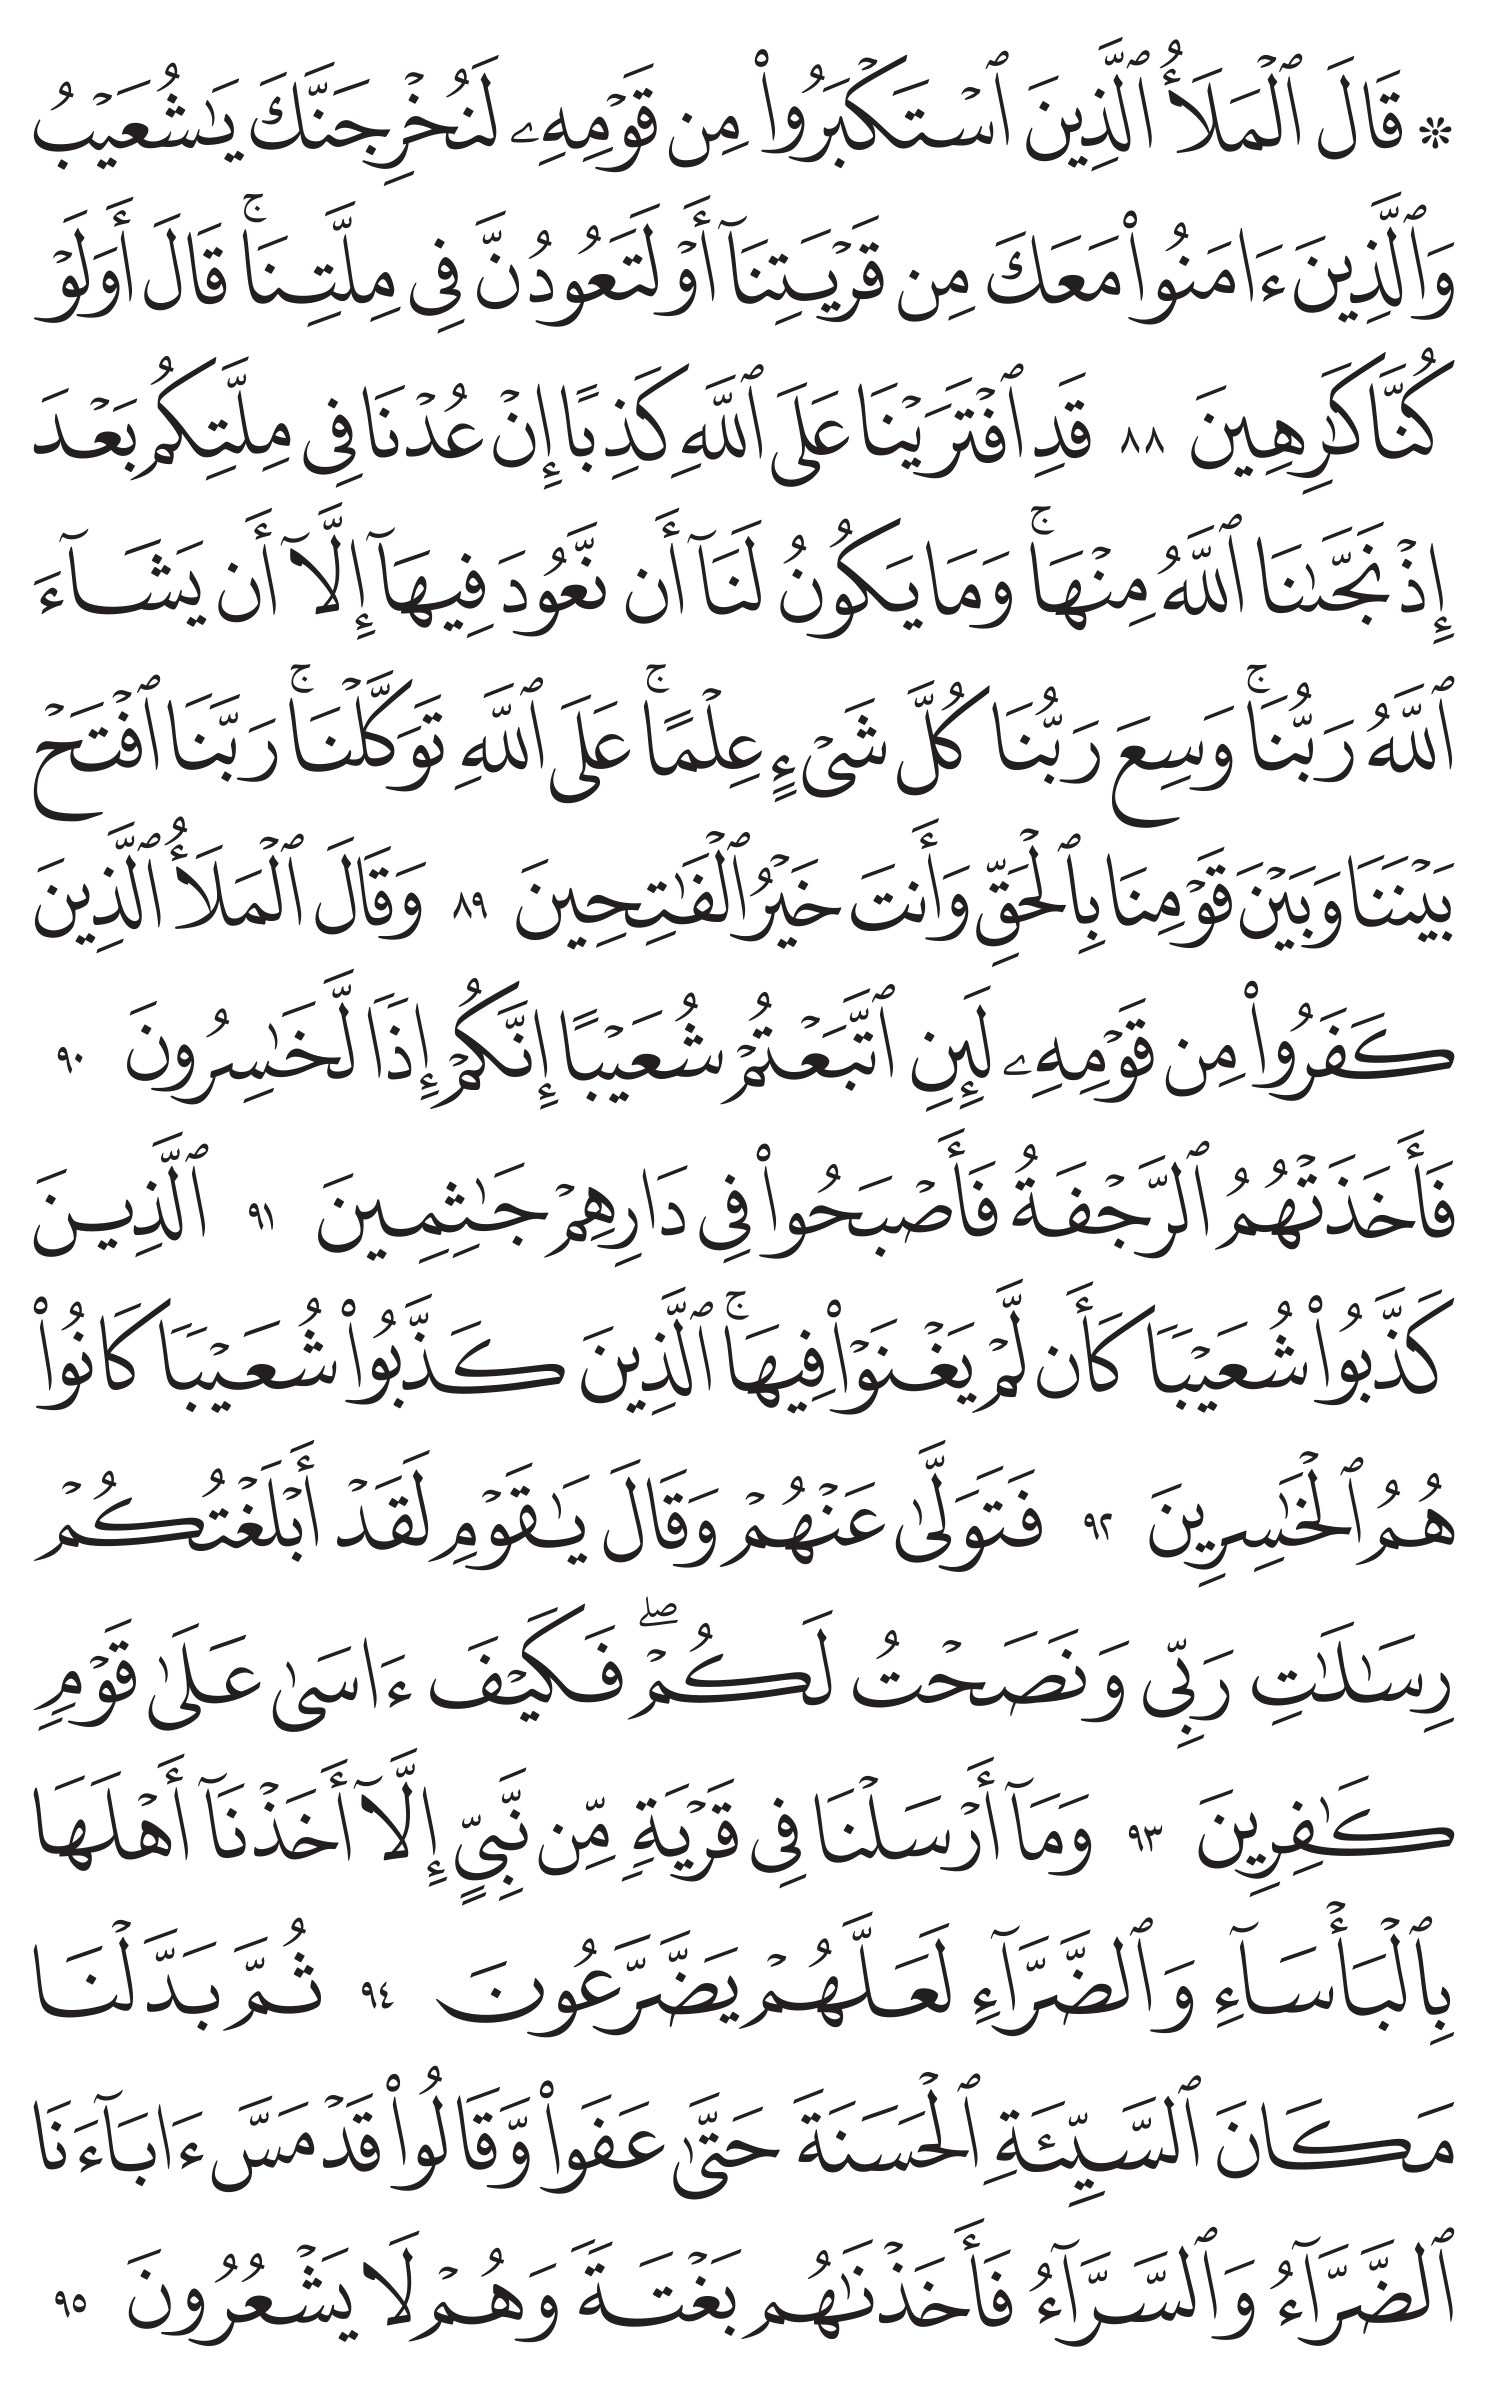 ۞ قَالَ ٱلۡمَلَأُ ٱلَّذِينَ ٱسۡتَكۡبَرُواْ مِن قَوۡمِهِۦ لَنُخۡرِجَنَّكَ يَٰشُعَيۡبُ
وَٱلَّذِينَ ءَامَنُواْ مَعَكَ مِن قَرۡيَتِنَآ أَوۡ لَتَعُودُنَّ فِي مِلَّتِنَاۚ قَالَ أَوَلَوۡ
كُنَّا كَٰرِهِينَ ٨٨ قَدِ ٱفۡتَرَيۡنَا عَلَى ٱللَّهِ كَذِبًا إِنۡ عُدۡنَا فِي مِلَّتِكُم بَعۡدَ
إِذۡ نَجَّىٰنَا ٱللَّهُ مِنۡهَاۚ وَمَا يَكُونُ لَنَآ أَن نَّعُودَ فِيهَآ إِلَّآ أَن يَشَآءَ
ٱللَّهُ رَبُّنَاۚ وَسِعَ رَبُّنَا كُلَّ شَيۡءٍ عِلۡمًاۚ عَلَى ٱللَّهِ تَوَكَّلۡنَاۚ رَبَّنَا ٱفۡتَحۡ
بَيۡنَنَا وَبَيۡنَ قَوۡمِنَا بِٱلۡحَقِّ وَأَنتَ خَيۡرُ ٱلۡفَٰتِحِينَ ٨٩ وَقَالَ ٱلۡمَلَأُ ٱلَّذِينَ
كَفَرُواْ مِن قَوۡمِهِۦ لَئِنِ ٱتَّبَعۡتُمۡ شُعَيۡبًا إِنَّكُمۡ إِذٗا لَّخَٰسِرُونَ ٩٠
فَأَخَذَتۡهُمُ ٱلرَّجۡفَةُ فَأَصۡبَحُواْ فِي دَارِهِمۡ جَٰثِمِينَ ٩١ ٱلَّذِينَ
كَذَّبُواْ شُعَيۡبٗا كَأَن لَّمۡ يَغۡنَوۡاْ فِيهَاۚ ٱلَّذِينَ كَذَّبُواْ شُعَيۡبٗا كَانُواْ
هُمُ ٱلۡخَٰسِرِينَ ٩٢ فَتَوَلَّىٰ عَنۡهُمۡ وَقَالَ يَٰقَوۡمِ لَقَدۡ أَبۡلَغۡتُكُمۡ
رِسَٰلَٰتِ رَبِّي وَنَصَحۡتُ لَكُمۡۖ فَكَيۡفَ ءَاسَىٰ عَلَىٰ قَوۡمٖ
كَٰفِرِينَ ٩٣ وَمَآ أَرۡسَلۡنَا فِي قَرۡيَةٖ مِّن نَّبِيٍّ إِلَّآ أَخَذۡنَآ أَهۡلَهَا
بِٱلۡبَأۡسَآءِ وَٱلضَّرَّآءِ لَعَلَّهُمۡ يَضَّرَّعُونَ ٩٤ ثُمَّ بَدَّلۡنَا
مَكَانَ ٱلسَّيِّئَةِ ٱلۡحَسَنَةَ حَتَّىٰ عَفَواْ وَّقَالُواْ قَدۡ مَسَّ ءَابَآءَنَا
ٱلضَّرَّآءُ وَٱلسَّرَّآءُ فَأَخَذۡنَٰهُم بَغۡتَةٗ وَهُمۡ لَا يَشۡعُرُونَ ٩٥